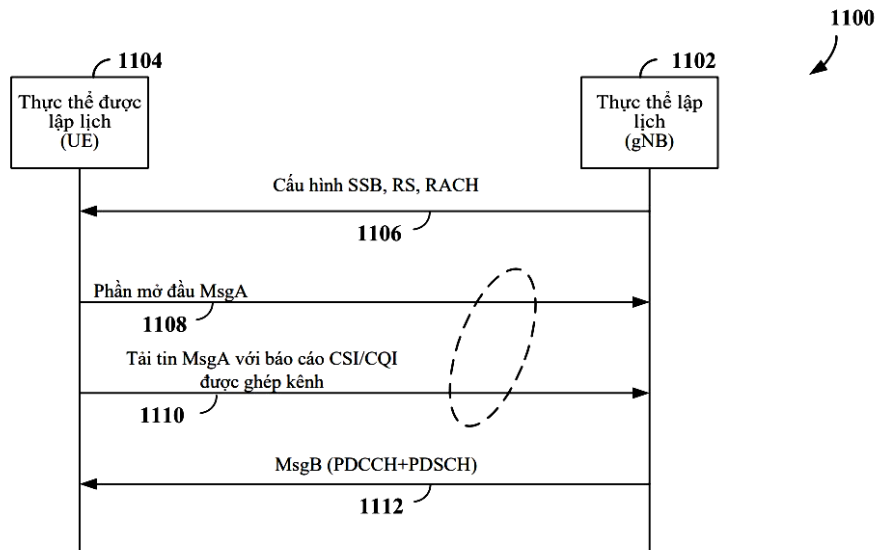 1100
1104
1102
Thực thể được
lập lịch
(UE)
Thực thể lập
lịch
(gNB)
Cấu hình SSB, RS, RACH
1106
Phần mở đầu MsgA
1108
Tải tin MsgA với báo cáo CSI/CQI
được ghép kênh
1110
MsgB (PDCCH+PDSCH)
1112